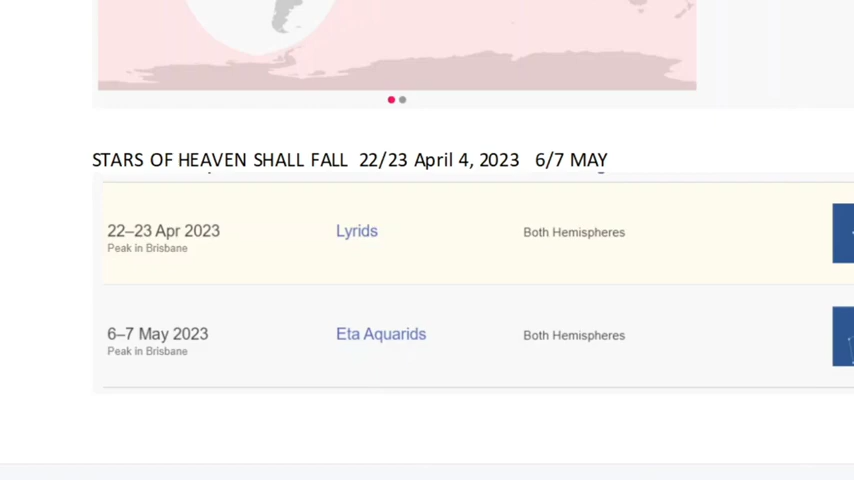 STARS OF HEAVEN SHALL FALL 22/23 April 4, 2023 6/7 MAY
22–23 Apr 2023 Lyrids Both Hemispheres
Peak in Brisbane
6–7 May 2023 Eta Aquarids Both Hemispheres
Peak in Brisbane